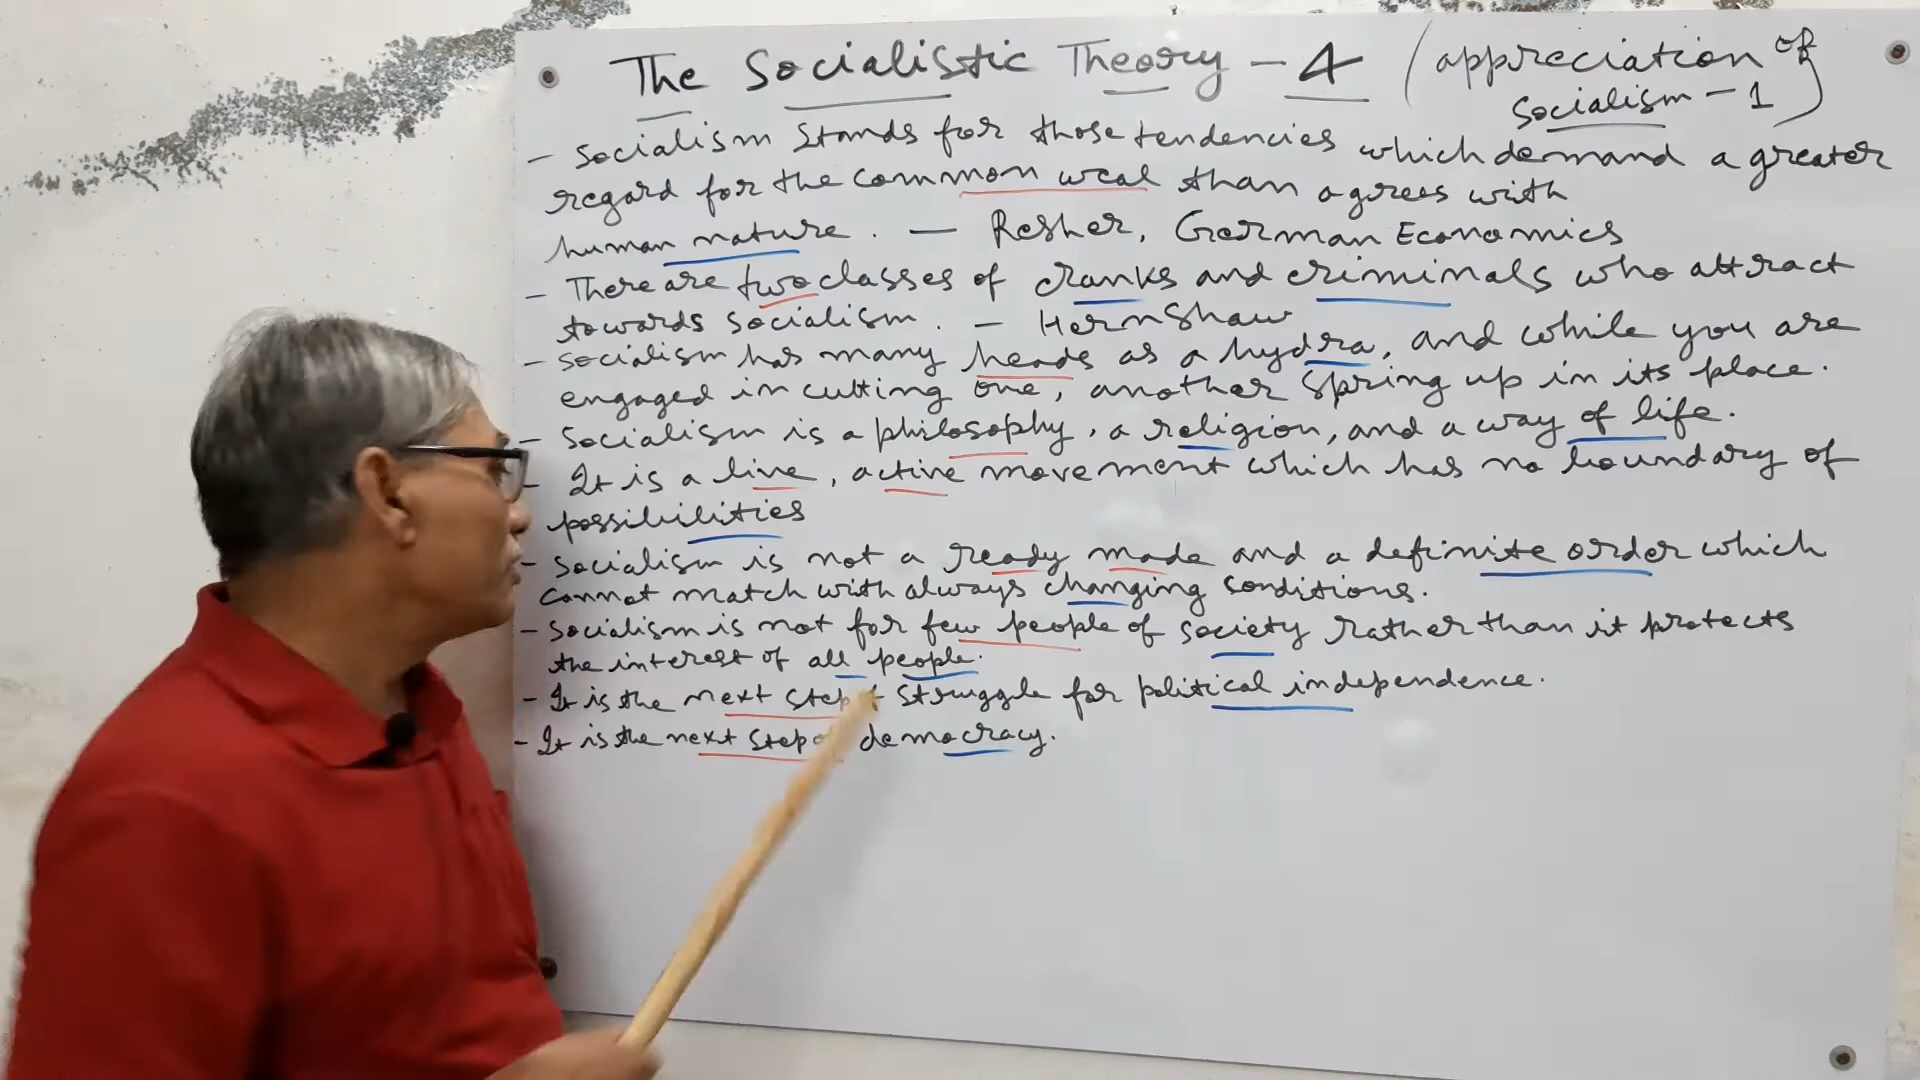 The Socialistic Theory - 4 (appreciation of
Socialism - 1)
- Socialism Stands for those tendencies which demand a greater
regard for the common weal than agrees with
human nature. — Resher, German Economics
- There are two classes of cranks and criminals who attract
towards socialism. - Hernshaw
- Socialism has many heads as a hydra, and while you are
engaged in cutting one, another spring up in its place.
- Socialism is a philosophy, a religion, and a way of life.
- It is a live, active movement which has no boundary of
possibilities
- Socialism is not a ready made and a definite order which
cannot match with always changing conditions.
- Socialism is not for few people of society rather than it protects
the interest of all people.
- It is the next step of struggle for political independence.
- It is the next step of democracy.